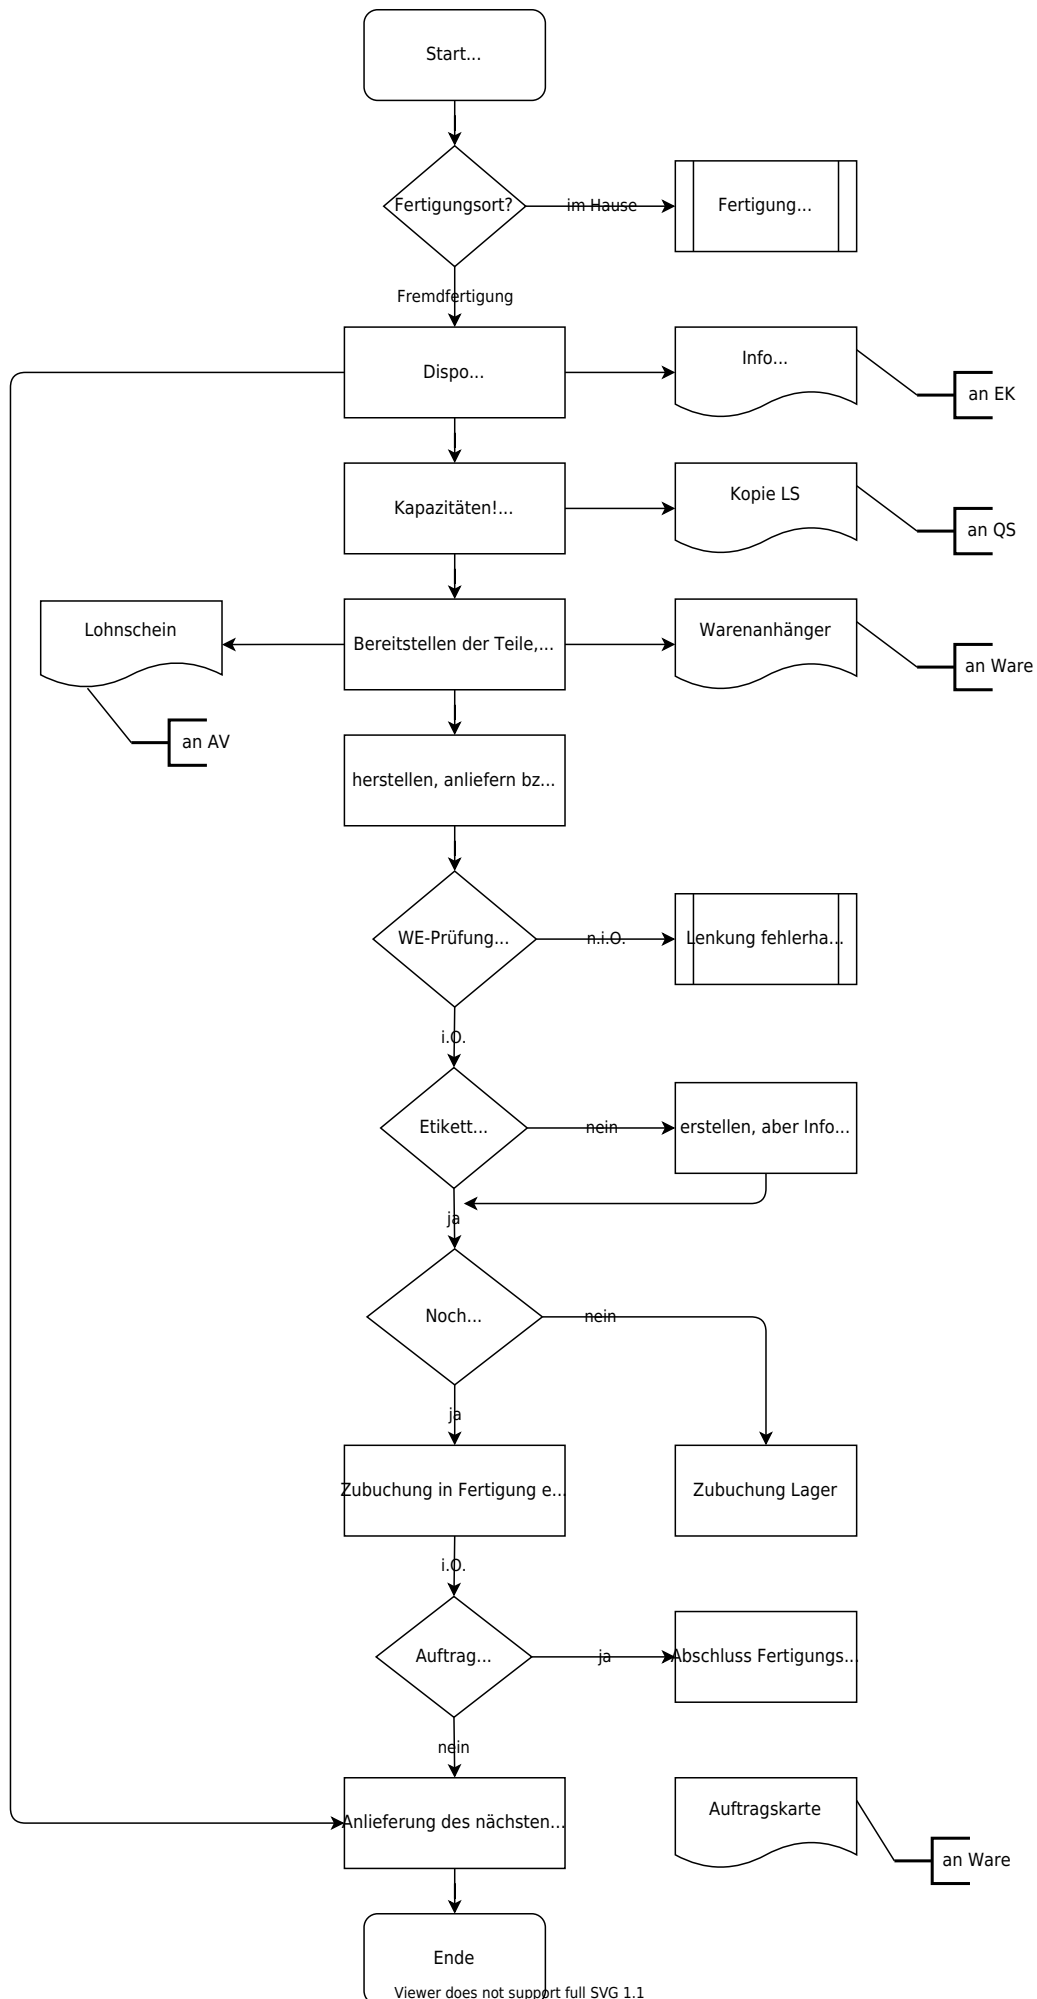 Start...
Fertigungsort?
im Hause
Fertigung...
Fremdfertigung
Dispo...
Info...
an EK
Kapazitäten!...
Kopie LS
an QS
Lohnschein
Bereitstellen der Teile,...
Warenanhänger
an Ware
an AV
herstellen, anliefern bz...
WE-Prüfung...
n.i.O.
Lenkung fehlerha...
i.O.
Etikett...
nein
erstellen, aber Info...
ja
Noch...
nein
ja
Zubuchung in Fertigung e...
Zubuchung Lager
i.O.
Auftrag...
ja
Abschluss Fertigungs...
nein
Anlieferung des nächsten...
Auftragskarte
an Ware
Ende
Viewer does not support full SVG 1.1